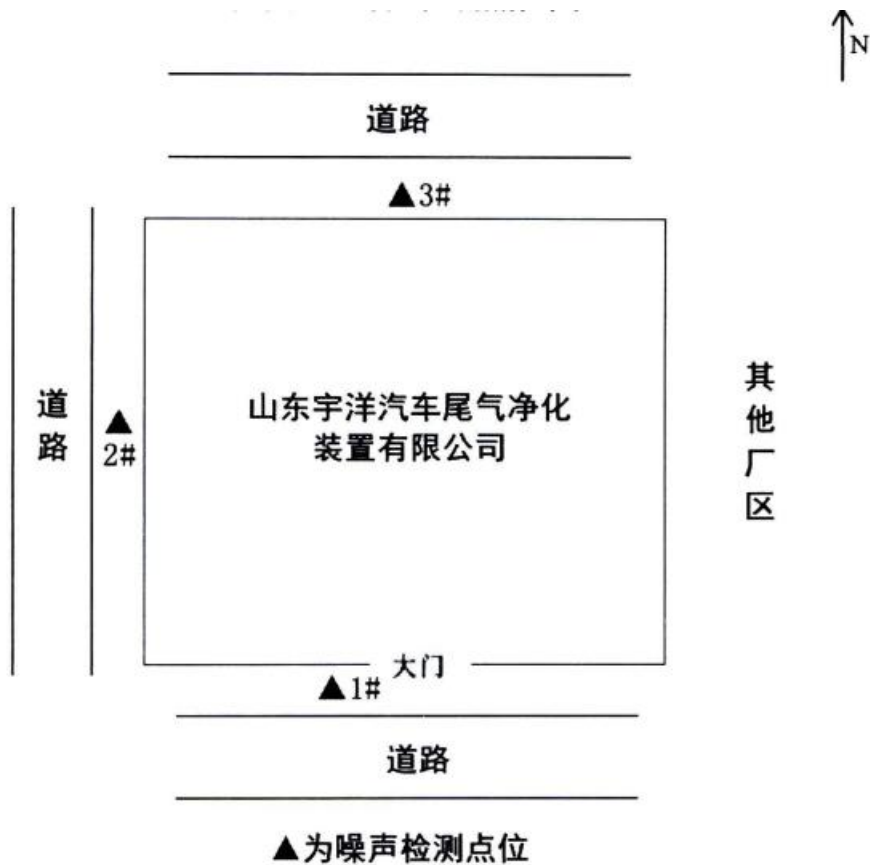 N
道路
▲3#
道路
▲
2#
山东宇洋汽车尾气净化
装置有限公司
其他厂区
大门
▲1#
道路
▲为噪声检测点位